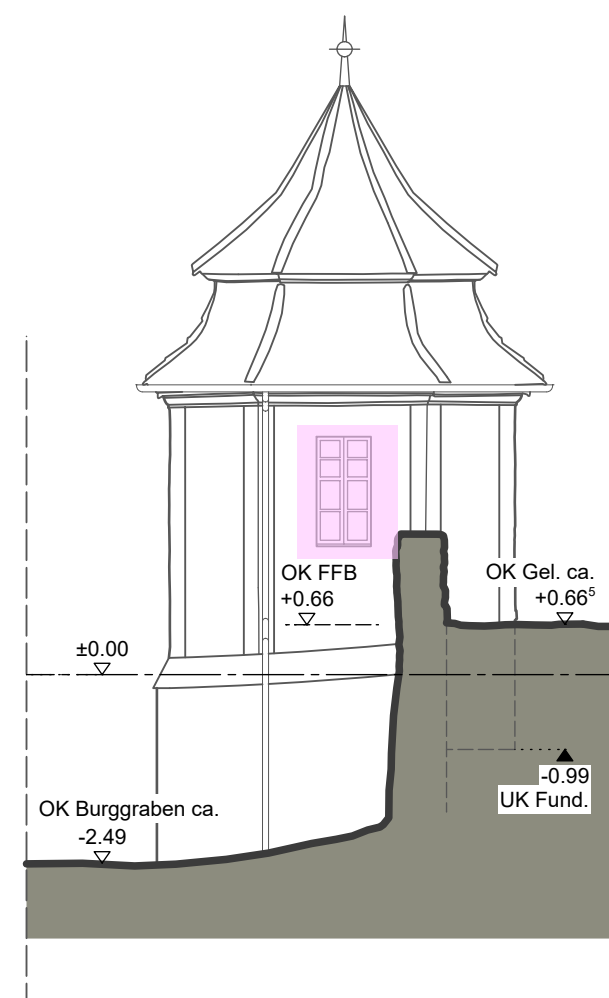 OK FFB
+0.66
OK Gel. ca.
+0.66⁵
±0.00
-0.99
UK Fund.
OK Burggraben ca.
-2.49